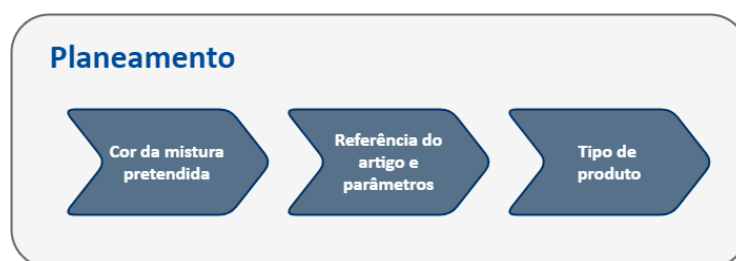 Planeamento
Cor da mistura
pretendida
Referência do
artigo e
parâmetros
Tipo de
produto